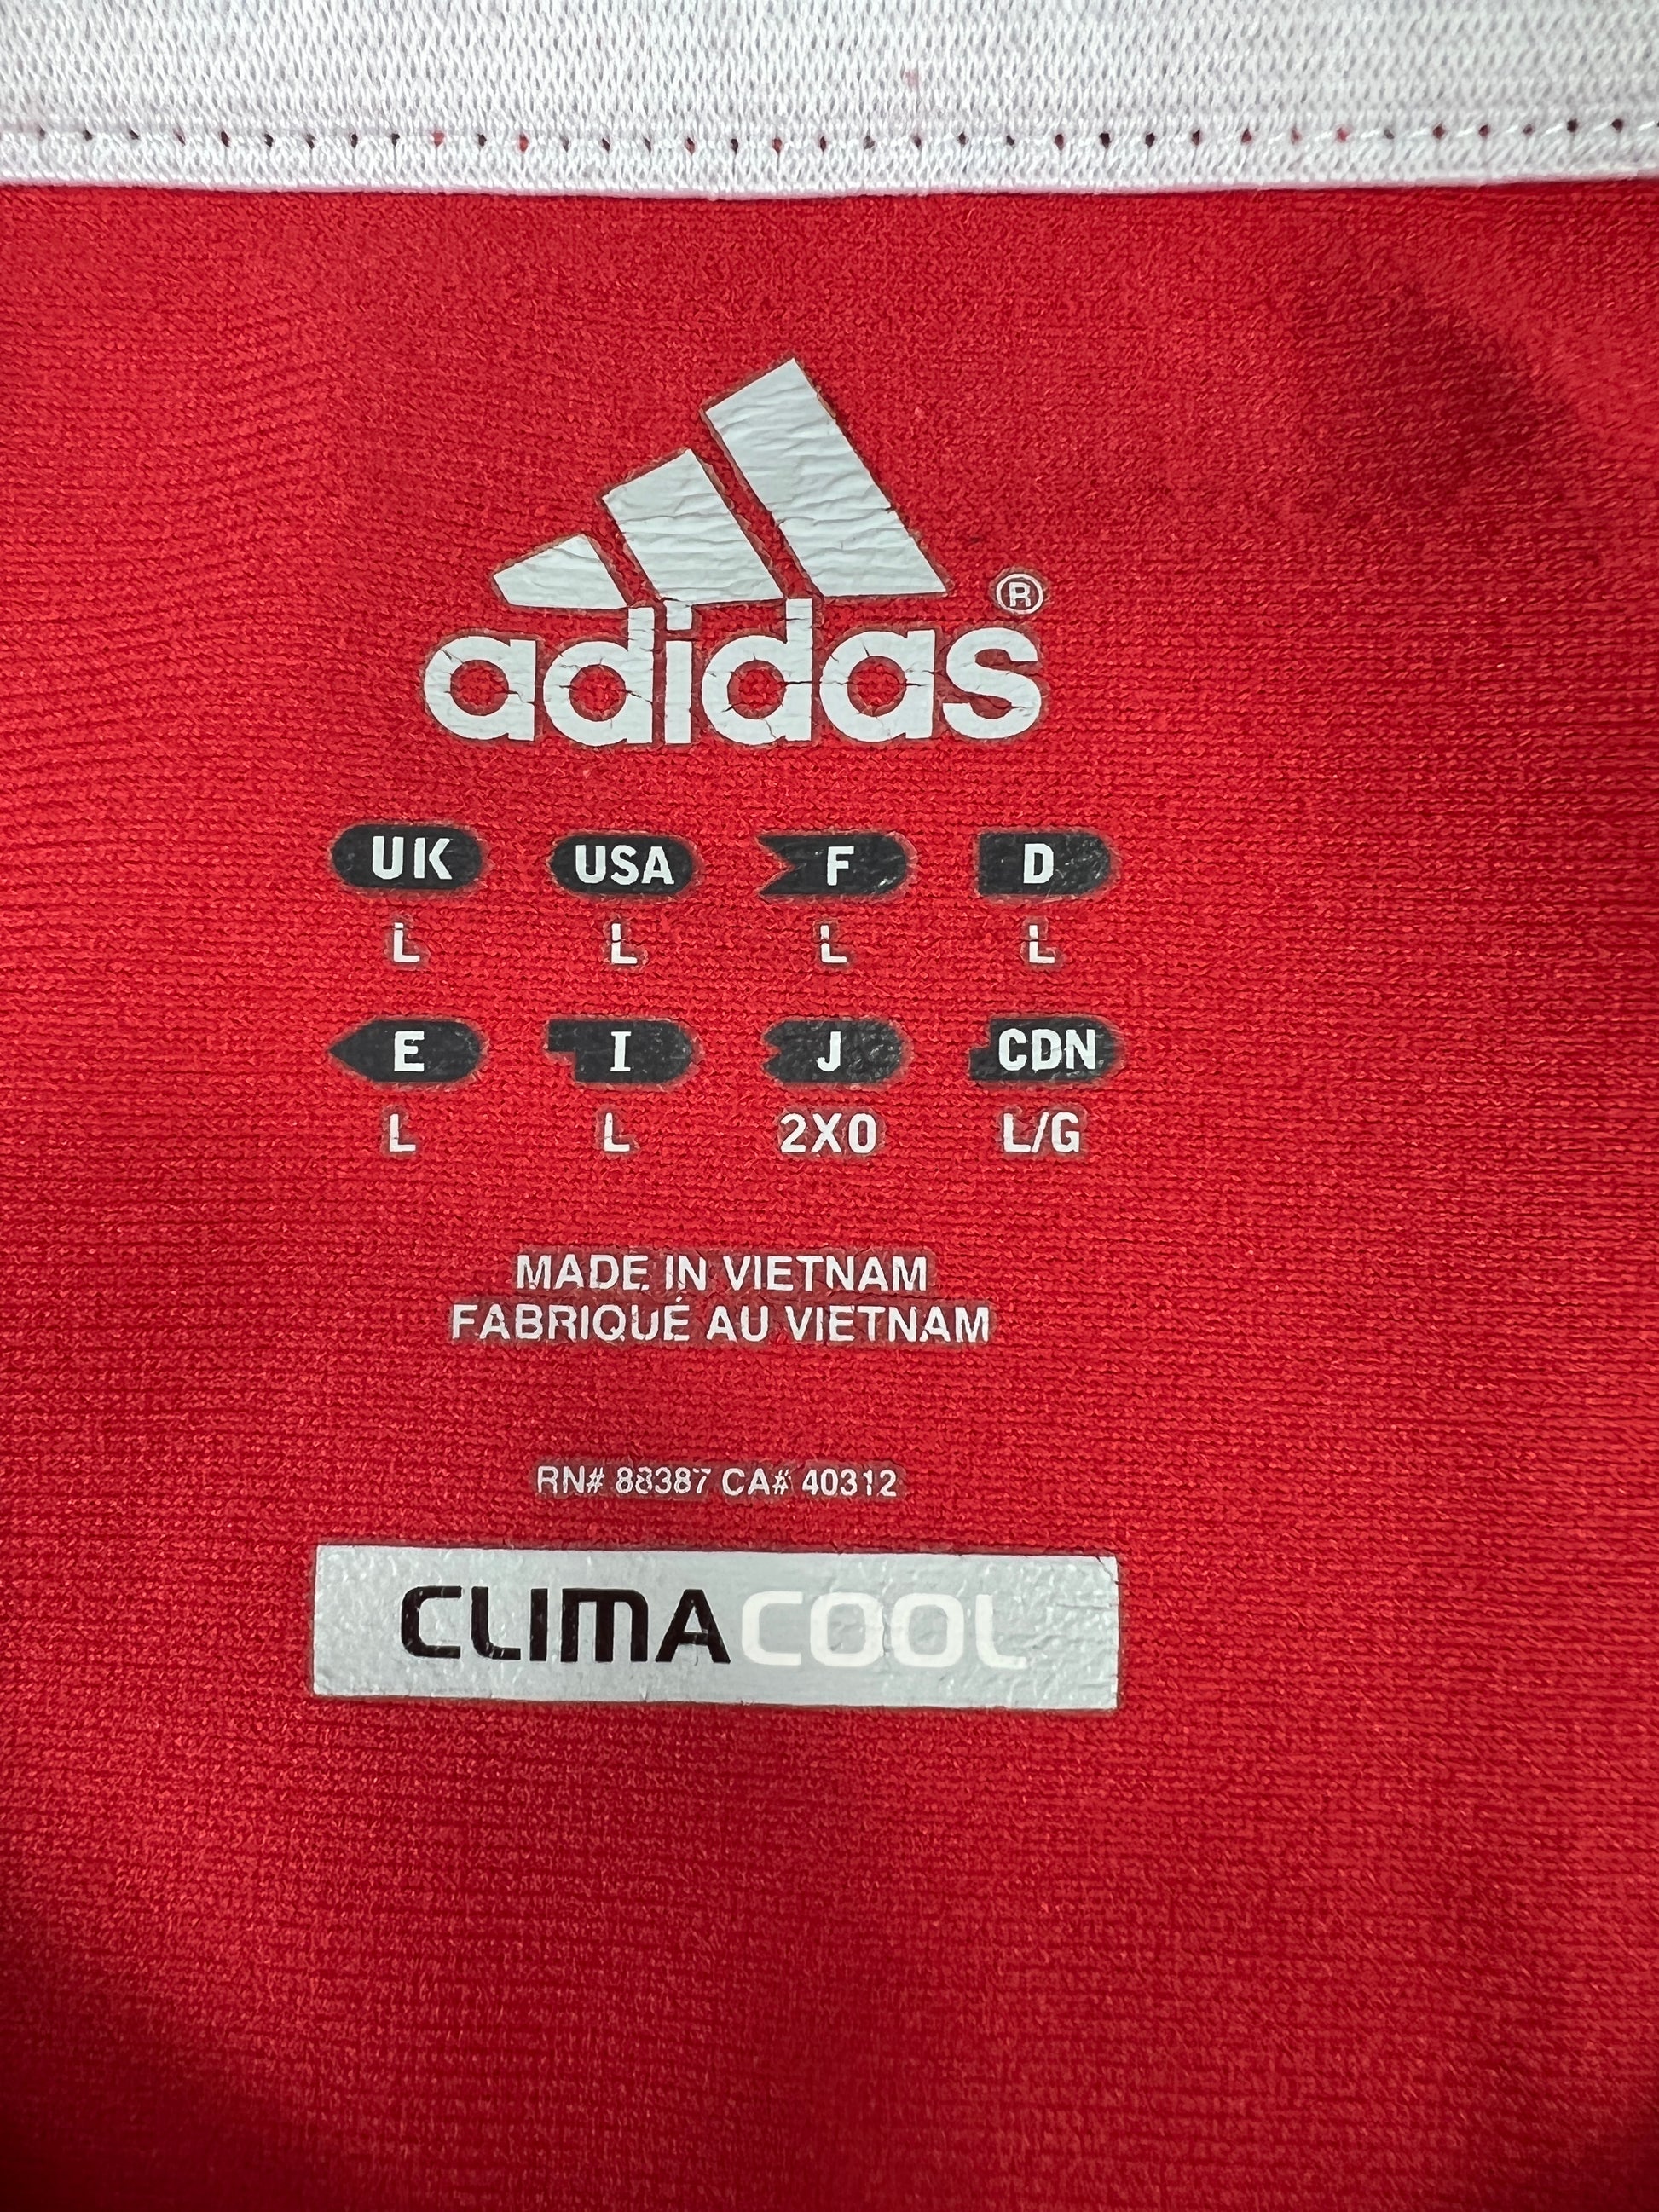 adidas®
UK USA F D
L L L L
E I J CDN
L L 2XO L/G
MADE IN VIETNAM
FABRIQUÉ AU VIETNAM
RN# 88387 CA# 40312
CLIMACOOL